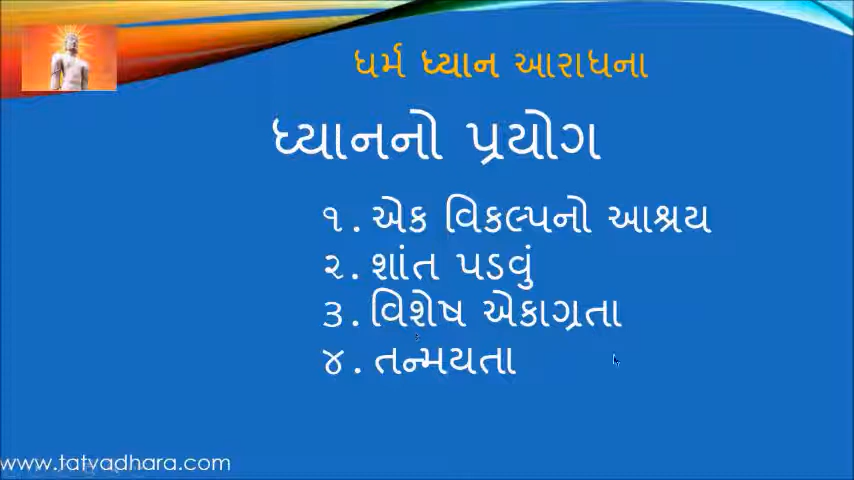 ધર્મ ધ્યાન આરાધના
ધ્યાનનો પ્રયોગ
૧. એક વિકલ્પનો આશ્રય
૨. શાંત પડવું
૩. વિશેષ એકાગ્રતા
૪. તન્મયતા
www.tatvadhara.com